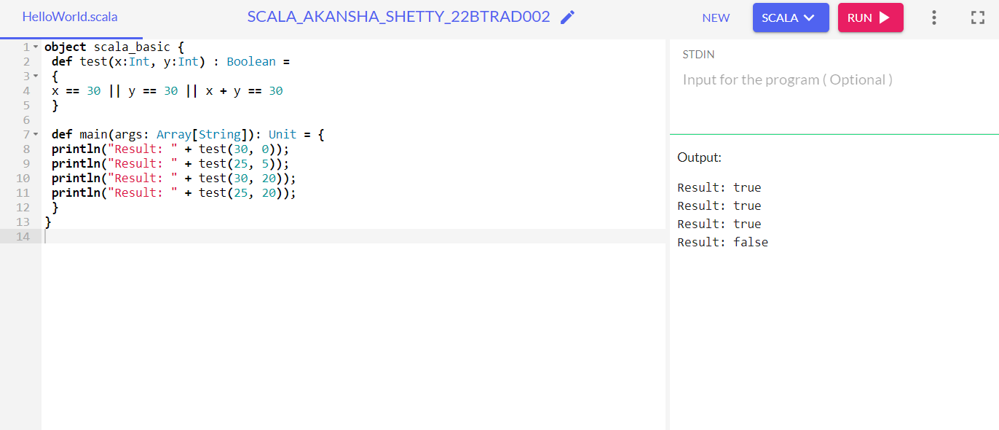 HelloWorld.scala SCALA_AKANSHA_SHETTY_22BTRAD002 NEW SCALA RUN
1 object scala_basic {
2 def test(x:Int, y:Int) : Boolean =
3 {
4 x == 30 || y == 30 || x + y == 30
5 }
6
7 def main(args: Array[String]): Unit = {
8 println("Result: " + test(30, 0));
9 println("Result: " + test(25, 5));
10 println("Result: " + test(30, 20));
11 println("Result: " + test(25, 20));
12 }
13 }
14
STDIN
Input for the program ( Optional )
Output:
Result: true
Result: true
Result: true
Result: false